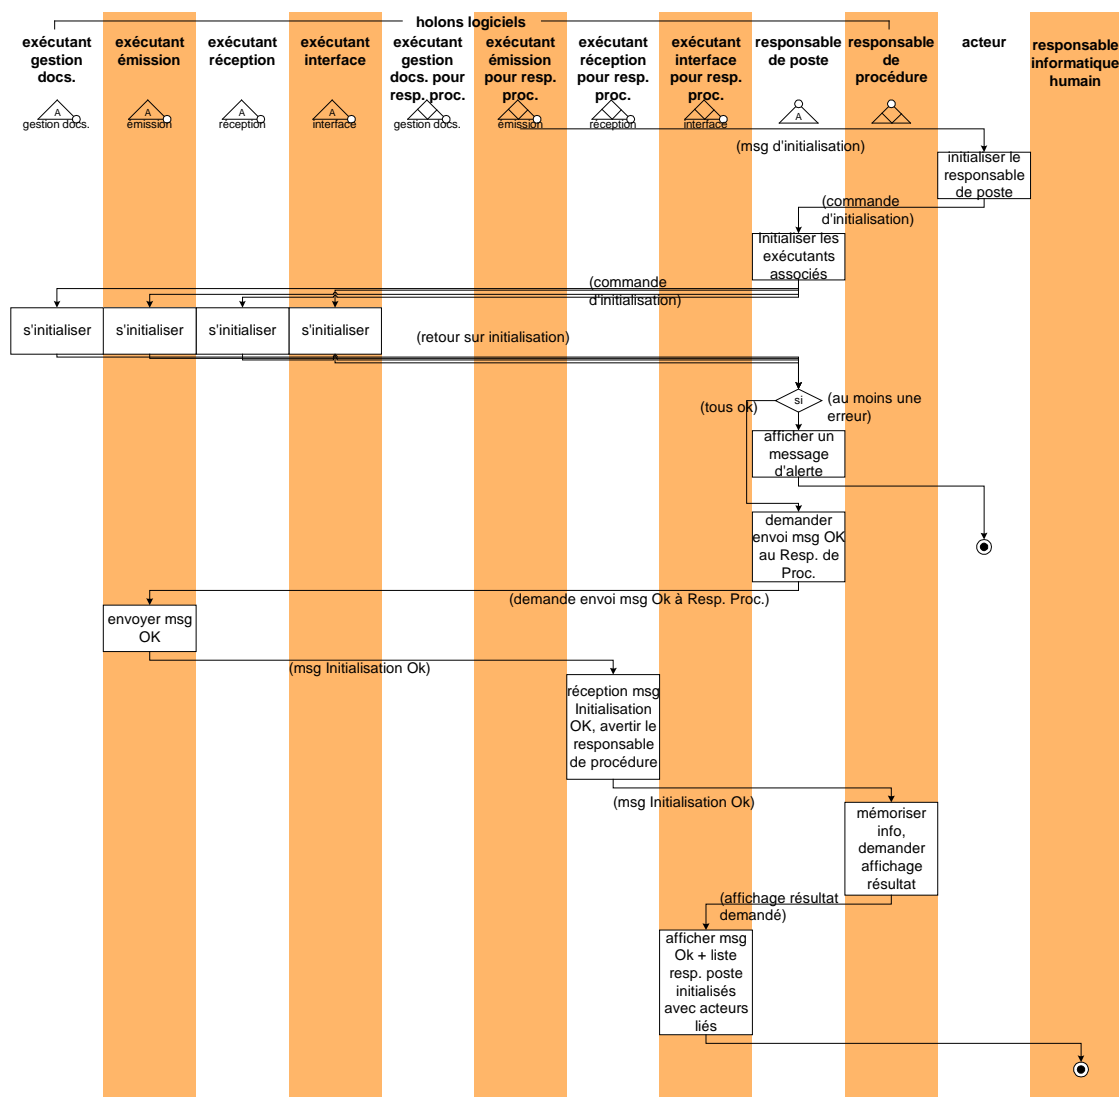 holons logiciels
exécutant
gestion
docs.
exécutant
émission
exécutant
réception
exécutant
interface
exécutant
gestion
docs. pour
resp. proc.
exécutant
émission
pour resp.
proc.
exécutant
réception
pour resp.
proc.
exécutant
interface
pour resp.
proc.
responsable
de poste
responsable
de
procédure
acteur
responsable
informatique
humain
A
gestion docs.
A
émission
A
réception
A
interface
gestion docs.
émission
réception
interface
A
(msg d'initialisation)
initialiser le
responsable
de poste
(commande
d'initialisation)
Initialiser les
exécutants
associés
(commande
d'initialisation)
s'initialiser
s'initialiser
s'initialiser
s'initialiser
(retour sur initialisation)
si
(tous ok)
(au moins une
erreur)
afficher un
message
d'alerte
demander
envoi msg OK
au Resp. de
Proc.
(demande envoi msg Ok à Resp. Proc.)
envoyer msg
OK
(msg Initialisation Ok)
réception msg
Initialisation
OK, avertir le
responsable
de procédure
(msg Initialisation Ok)
mémoriser
info,
demander
affichage
résultat
(affichage résultat
demandé)
afficher msg
Ok + liste
resp. poste
initialisés
avec acteurs
liés